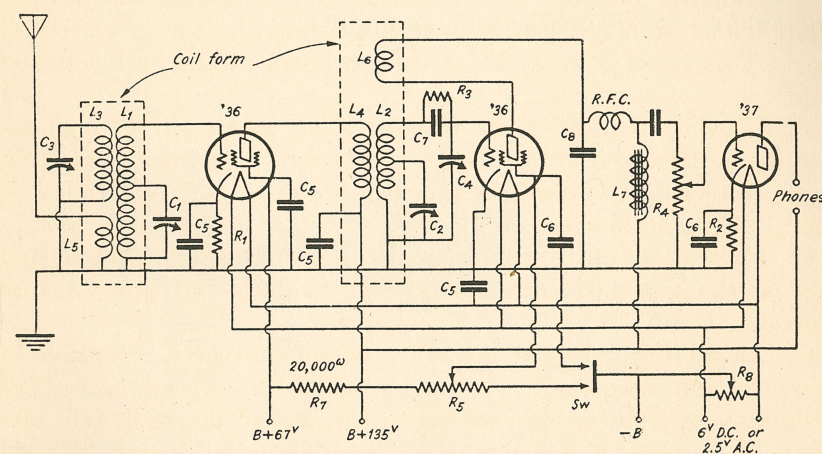 Coil form
L6
R3
R.F.C.
L3 L1
'36
L4 L2
'36
'37
C3
C7
C8
C1
C5
C4
L7
R4
Phones
L5
C5
R1
C5
C2
C6
C6
R2
C5
20,000ω
R7
R5
Sw
R8
B+67V
B+135V
–B
6V D.C. or
2.5V A.C.